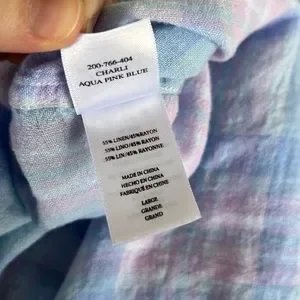 200-766-404
CHARLI
AQUA PINK BLUE
55% LINEN/45%RAYON
55% LINO/45%RAYON
55% LIN/45% RAYONNE
MADE IN CHINA
HECHO EN CHINA
FABRIQUÉ EN CHINE
LARGE
GRANDE
GRAND